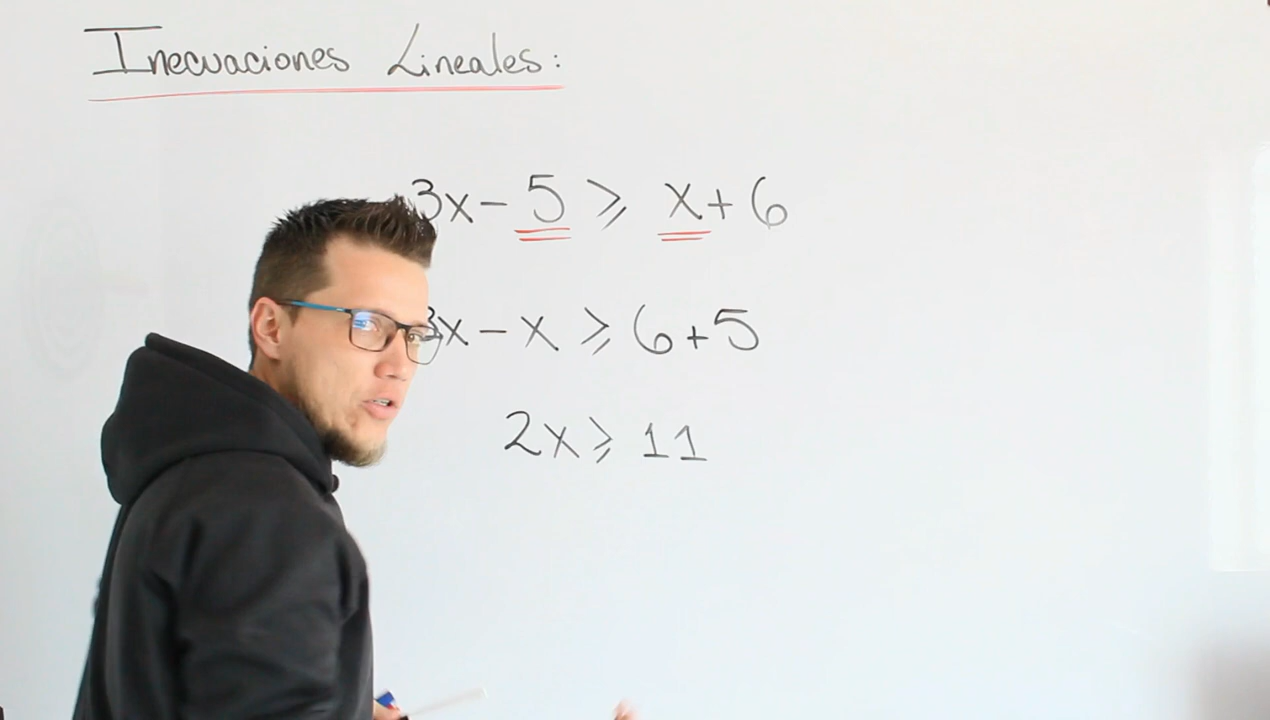 Inecuaciones Lineales:
3x - 5 ⩾ x + 6
3x - x ⩾ 6 + 5
2x ⩾ 11